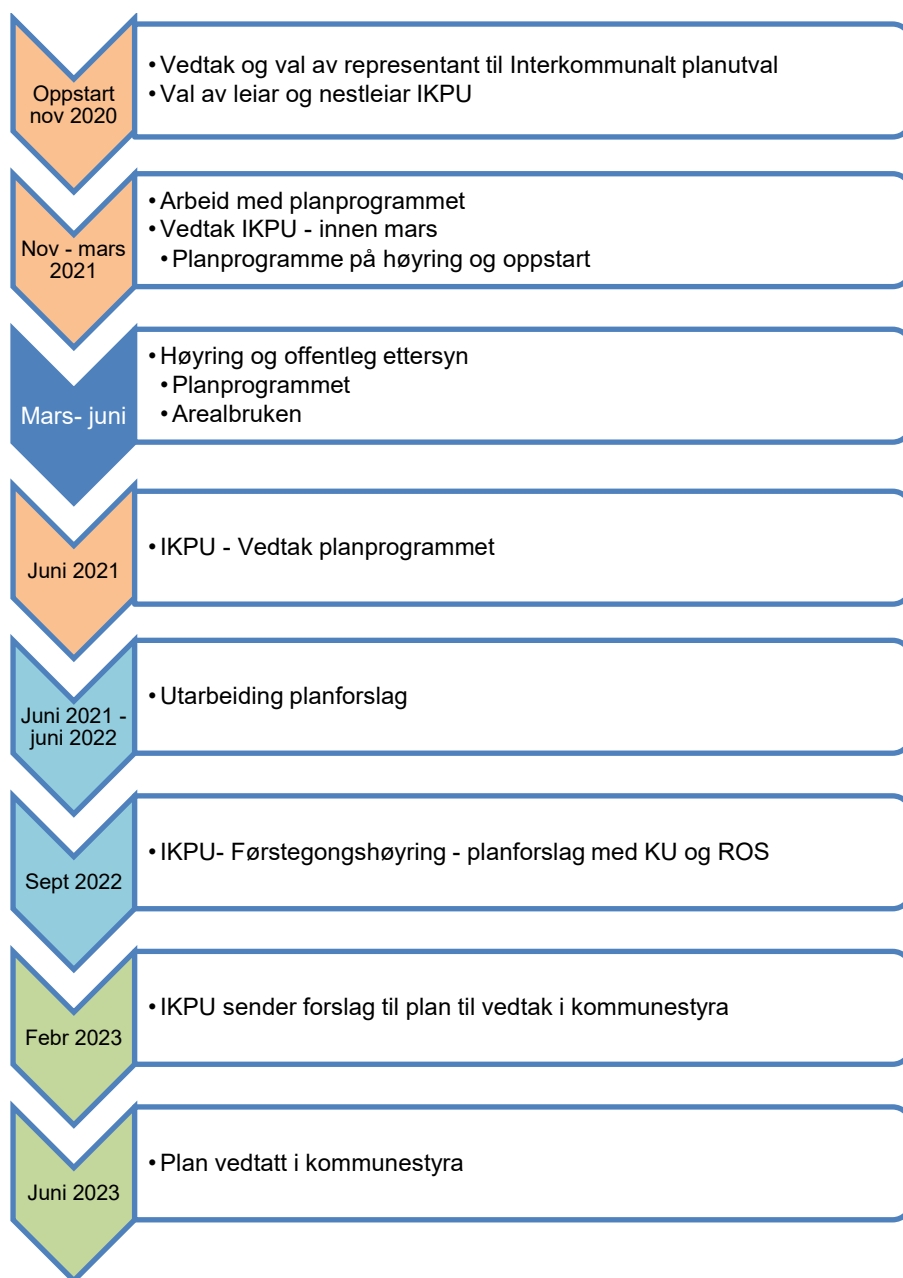 Oppstart
nov 2020
• Vedtak og val av representant til Interkommunalt planutval
• Val av leiar og nestleiar IKPU
Nov - mars
2021
• Arbeid med planprogrammet
• Vedtak IKPU - innen mars
• Planprogramme på høyring og oppstart
Mars- juni
• Høyring og offentleg ettersyn
• Planprogrammet
• Arealbruken
Juni 2021
• IKPU - Vedtak planprogrammet
Juni 2021 -
juni 2022
• Utarbeiding planforslag
Sept 2022
• IKPU- Førstegongshøyring - planforslag med KU og ROS
Febr 2023
• IKPU sender forslag til plan til vedtak i kommunestyra
Juni 2023
• Plan vedtatt i kommunestyra